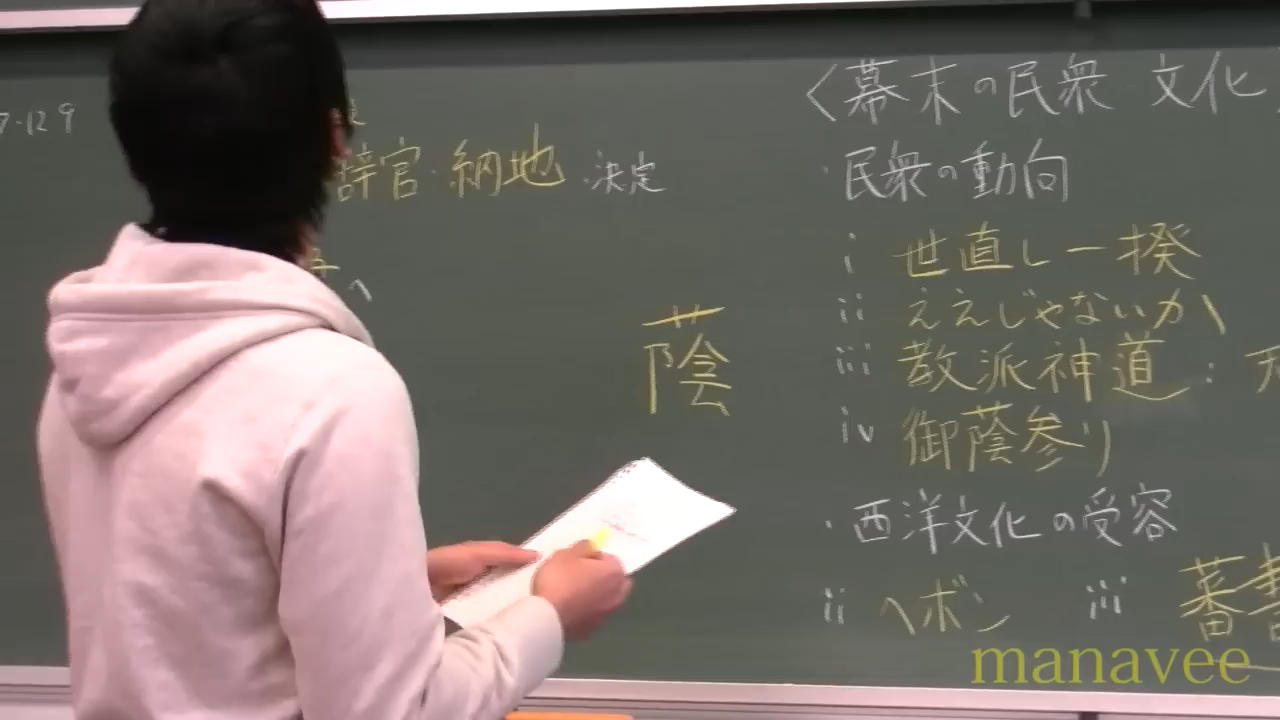 7.12 9
辞官・納地・決定
へ
蔭
〈幕末の民衆 文化
・民衆の動向
i 世直し一揆
ii ええじゃないか
iii 教派神道:天
iv 御蔭参り
・西洋文化の受容
ii ヘボン iii 蕃書
manavee